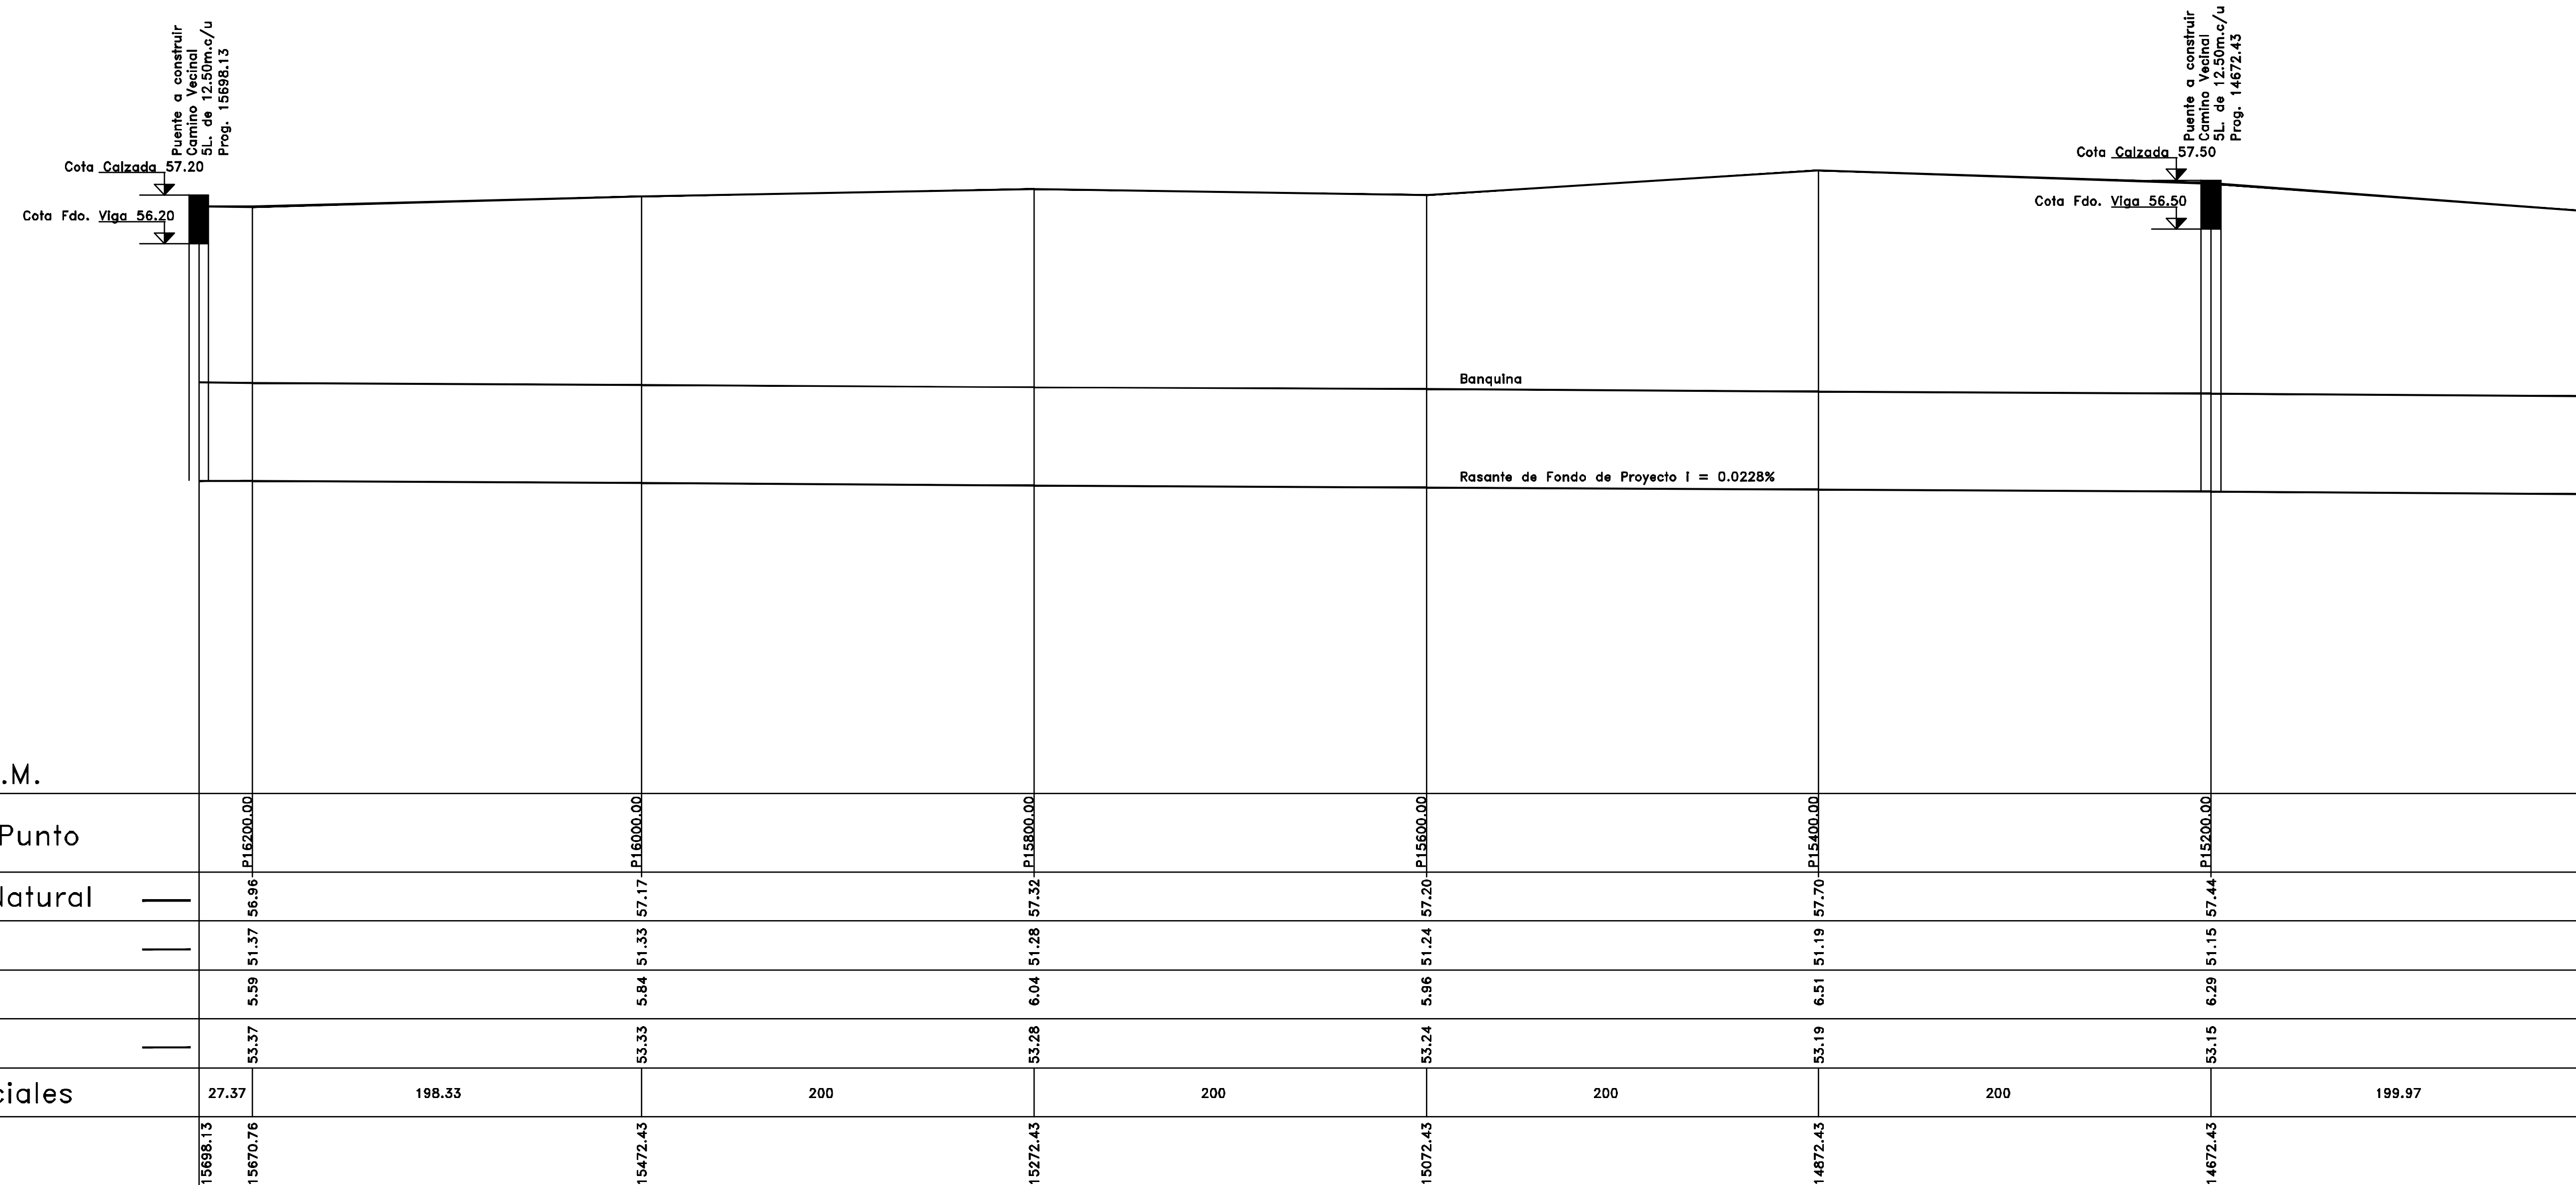 Puente a construir
Camino Vecinal
5L. de 12.50m.c/u
Prog. 15698.13
Puente a construir
Camino Vecinal
5L. de 12.50m.c/u
Prog. 14672.43
Cota Calzada 57.20
Cota Calzada 57.50
Cota Fdo. Viga 56.20
Cota Fdo. Viga 56.50
Banquina
Rasante de Fondo de Proyecto i = 0.0228%
.M.
Punto P16200.00 P16000.00 P15800.00 P15600.00 P15400.00 P15200.00
Natural 56.96 57.17 57.32 57.20 57.70 57.44
51.37 51.33 51.28 51.24 51.19 51.15
5.59 5.84 6.04 5.96 6.51 6.29
53.37 53.33 53.28 53.24 53.19 53.15
ciales 27.37 198.33 200 200 200 200 199.97
15698.13 15670.76 15472.43 15272.43 15072.43 14872.43 14672.43